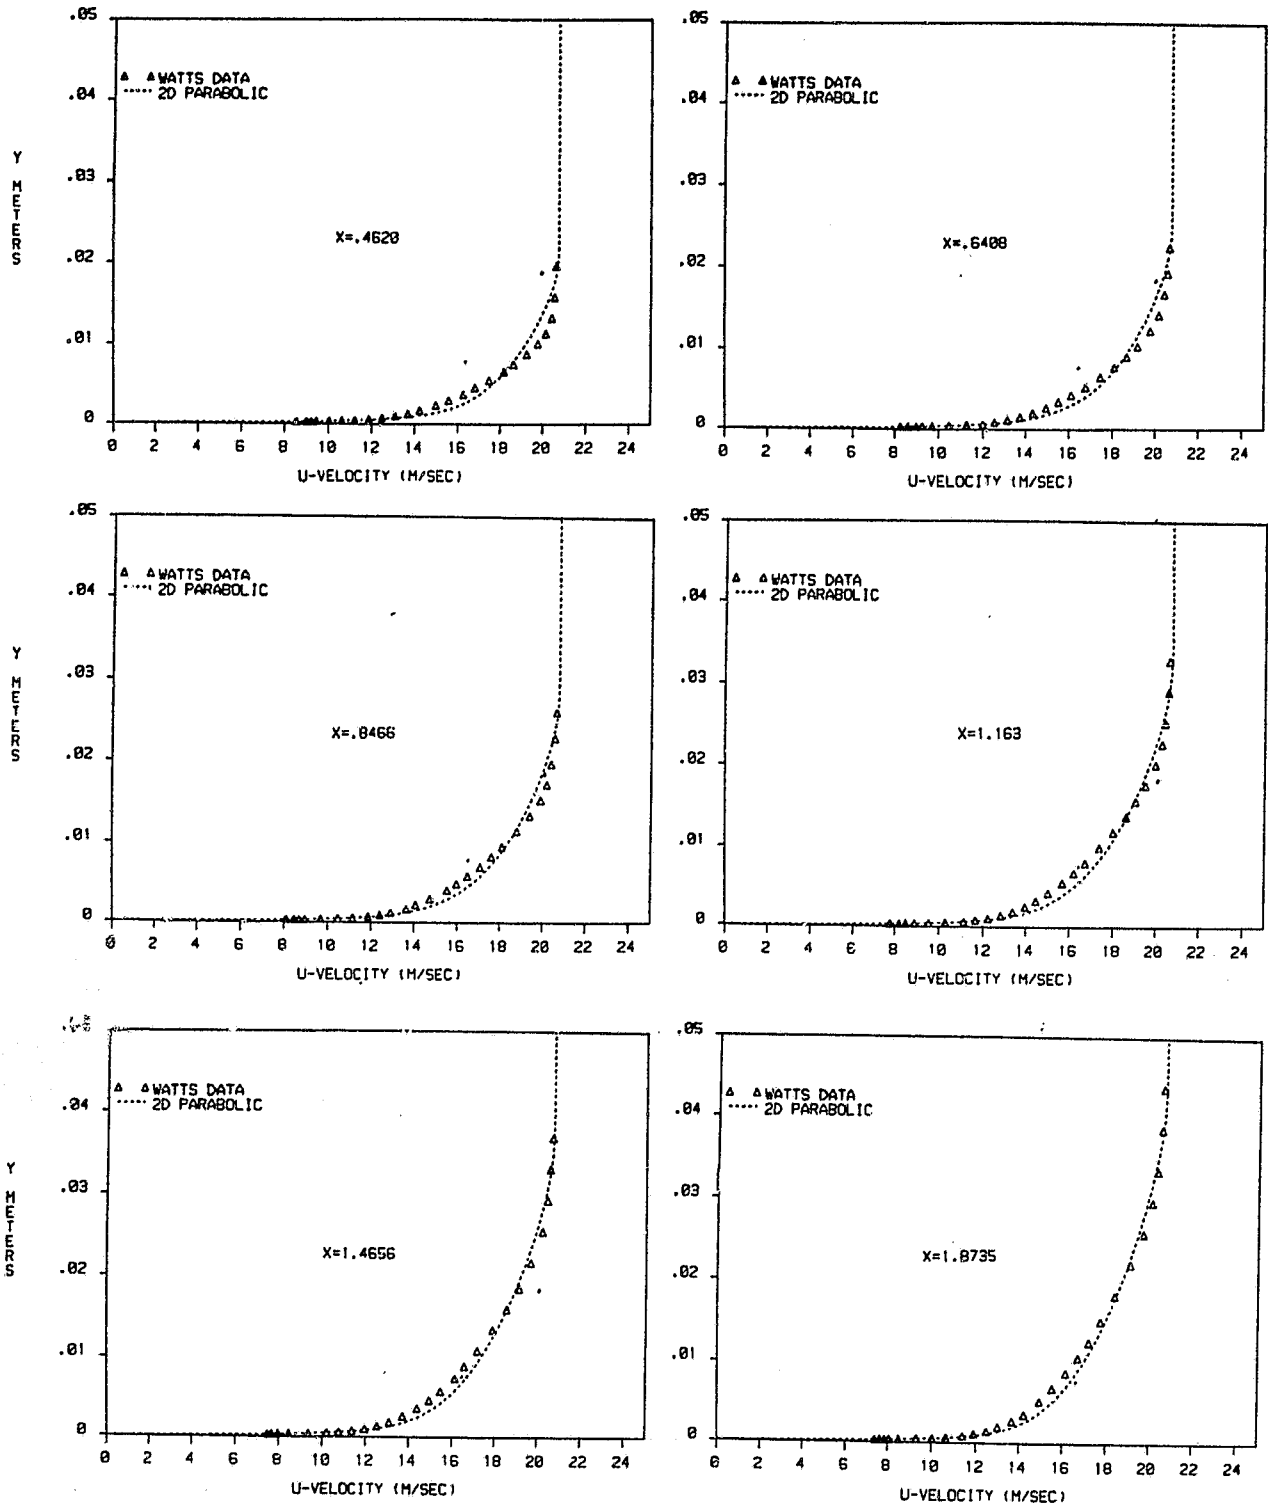 .05
▲ ▲ WATTS DATA
····· 2D PARABOLIC
.04
.03
.02
.01
0
Y METERS
X=.4620
0 2 4 6 8 10 12 14 16 18 20 22 24
U-VELOCITY (M/SEC)
.05
WATTS DATA
2D PARABOLIC
.04
.03
.02
.01
0
X=.6408
0 2 4 6 8 10 12 14 16 18 20 22 24
U-VELOCITY (M/SEC)
.05
WATTS DATA
2D PARABOLIC
.04
.03
.02
.01
0
Y METERS
X=.8466
0 2 4 6 8 10 12 14 16 18 20 22 24
U-VELOCITY (M/SEC)
.05
WATTS DATA
2D PARABOLIC
.04
.03
.02
.01
0
X=1.163
0 2 4 6 8 10 12 14 16 18 20 22 24
U-VELOCITY (M/SEC)
WATTS DATA
2D PARABOLIC
.04
.03
.02
.01
0
Y METERS
X=1.4656
0 2 4 6 8 10 12 14 16 18 20 22 24
U-VELOCITY (M/SEC)
.05
WATTS DATA
2D PARABOLIC
.04
.03
.02
.01
0
X=1.8735
0 2 4 6 8 10 12 14 16 18 20 22 24
U-VELOCITY (M/SEC)